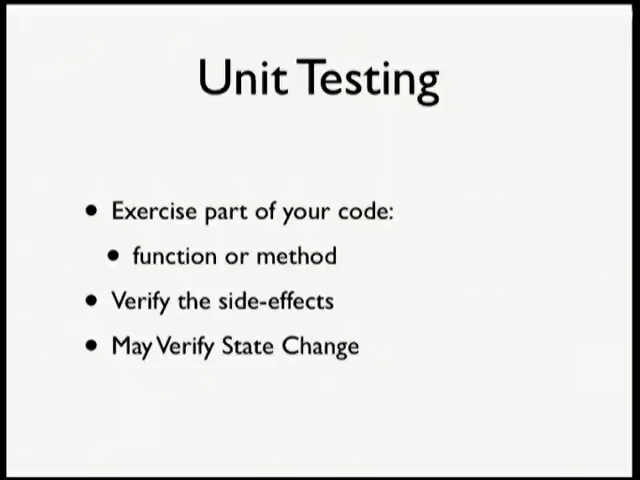 Unit Testing
• Exercise part of your code:
• function or method
• Verify the side-effects
• May Verify State Change